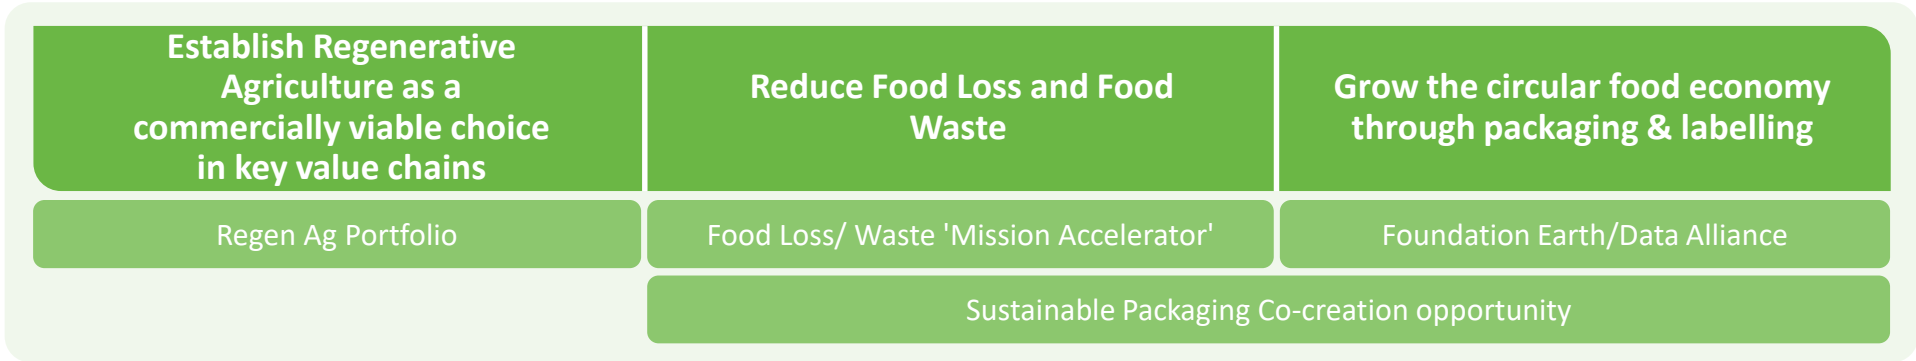 Establish Regenerative
Agriculture as a
commercially viable choice
in key value chains
Reduce Food Loss and Food
Waste
Grow the circular food economy
through packaging & labelling
Regen Ag Portfolio
Food Loss/ Waste 'Mission Accelerator'
Foundation Earth/Data Alliance
Sustainable Packaging Co-creation opportunity